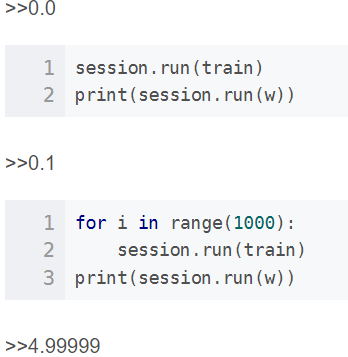 >>0.0
1 session.run(train)
2 print(session.run(w))
>>0.1
1 for i in range(1000):
2     session.run(train)
3 print(session.run(w))
>>4.99999